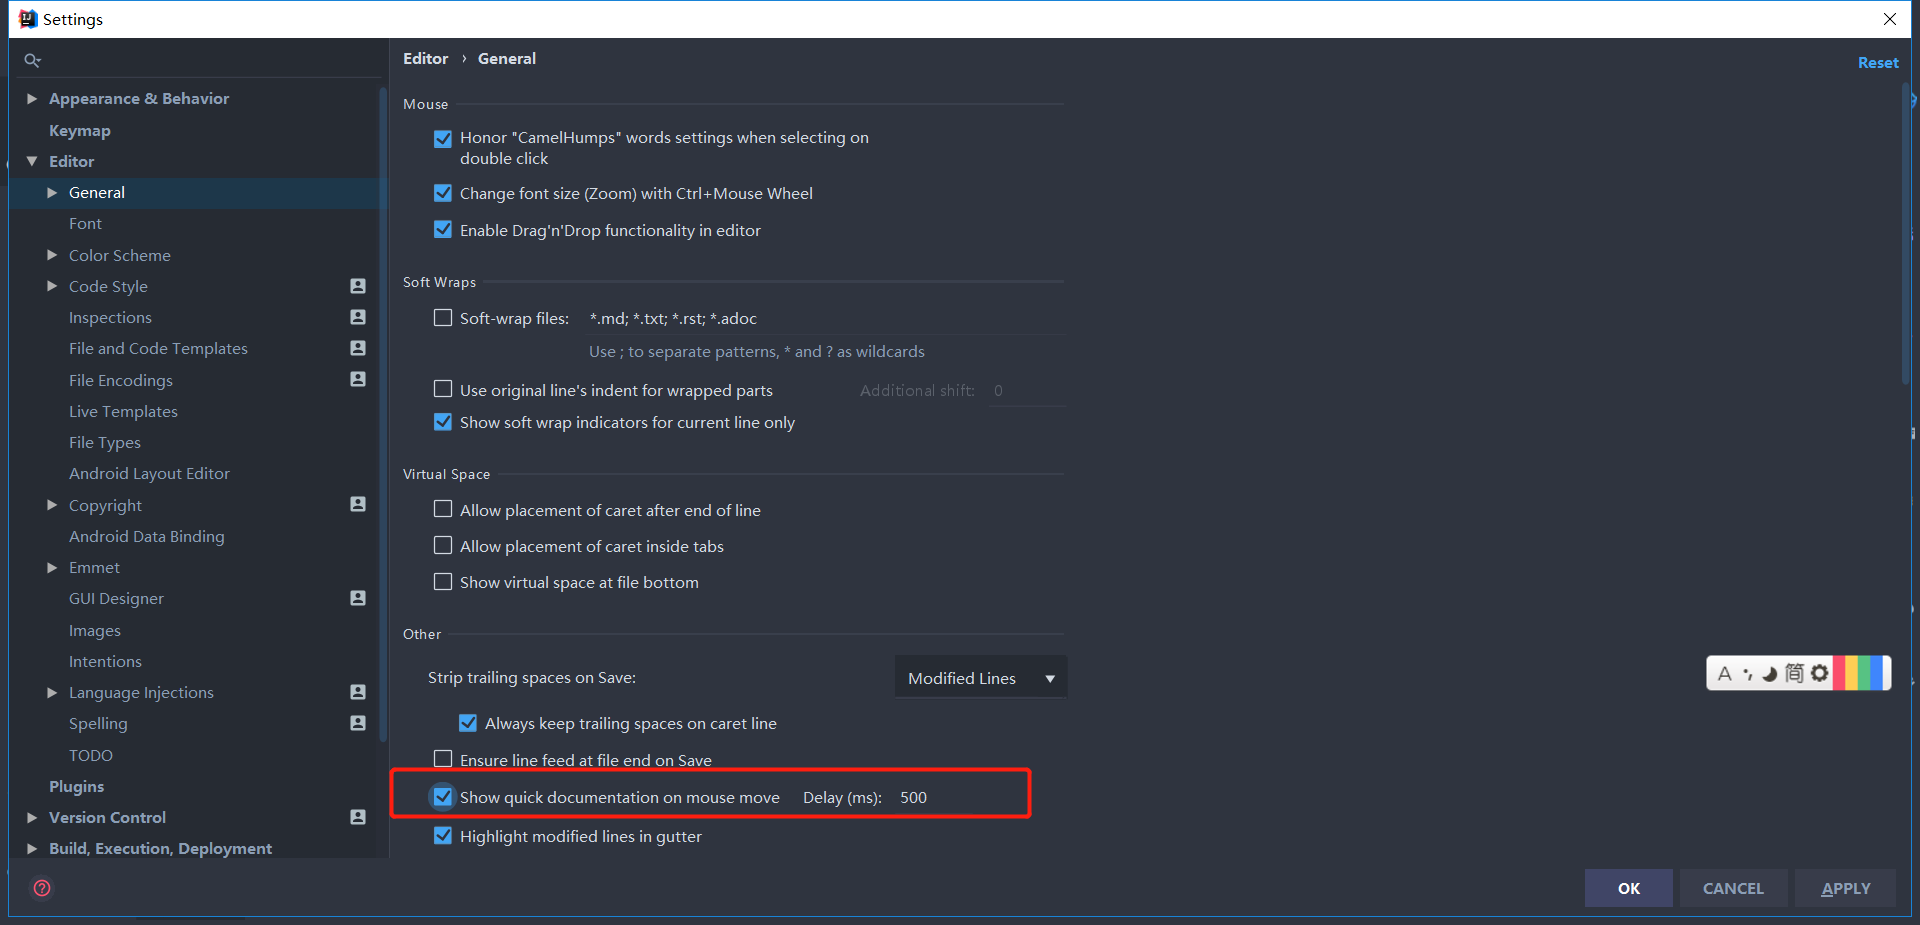 Settings
Appearance & Behavior
Keymap
Editor
General
Font
Color Scheme
Code Style
Inspections
File and Code Templates
File Encodings
Live Templates
File Types
Android Layout Editor
Copyright
Android Data Binding
Emmet
GUI Designer
Images
Intentions
Language Injections
Spelling
TODO
Plugins
Version Control
Build, Execution, Deployment
Editor › General
Reset
Mouse
Honor "CamelHumps" words settings when selecting on
double click
Change font size (Zoom) with Ctrl+Mouse Wheel
Enable Drag'n'Drop functionality in editor
Soft Wraps
Soft-wrap files: *.md; *.txt; *.rst; *.adoc
Use ; to separate patterns, * and ? as wildcards
Use original line's indent for wrapped parts Additional shift: 0
Show soft wrap indicators for current line only
Virtual Space
Allow placement of caret after end of line
Allow placement of caret inside tabs
Show virtual space at file bottom
Other
Strip trailing spaces on Save: Modified Lines
Always keep trailing spaces on caret line
Ensure line feed at file end on Save
Show quick documentation on mouse move Delay (ms): 500
Highlight modified lines in gutter
A 简
OK CANCEL APPLY